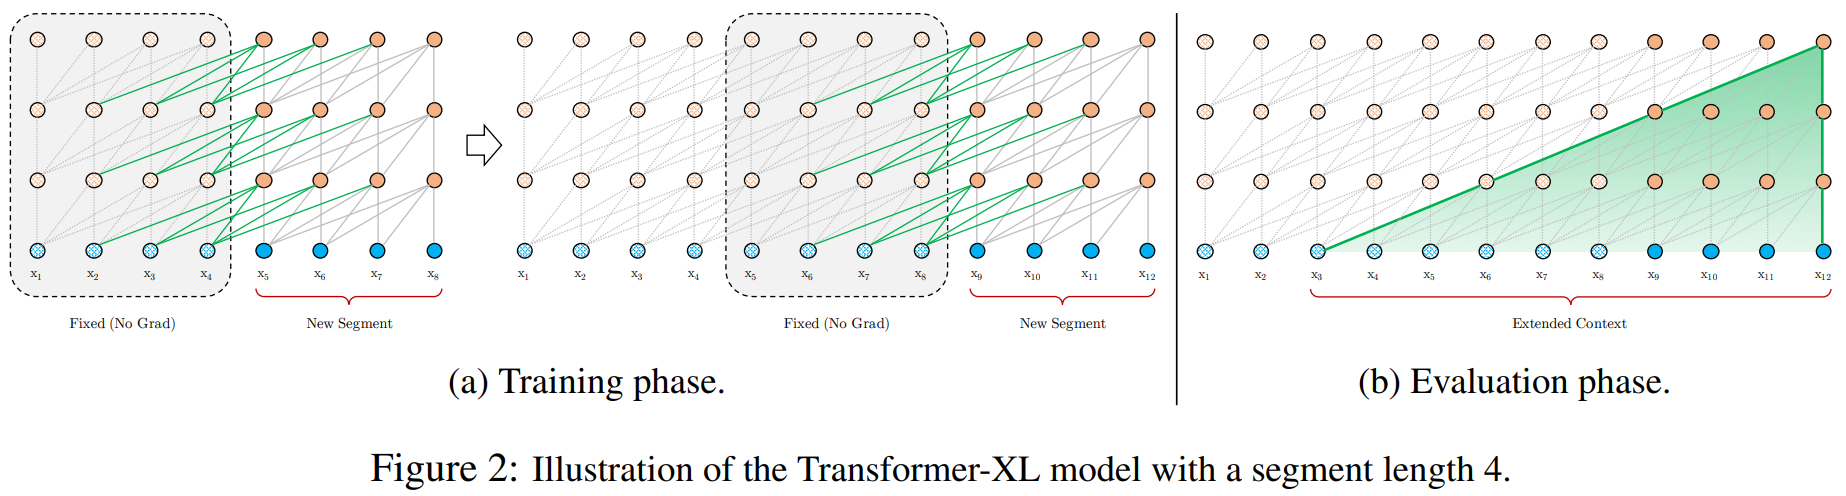 x1 x2 x3 x4 x5 x6 x7 x8
Fixed (No Grad) New Segment
x1 x2 x3 x4 x5 x6 x7 x8 x9 x10 x11 x12
Fixed (No Grad) New Segment
(a) Training phase.
x1 x2 x3 x4 x5 x6 x7 x8 x9 x10 x11 x12
Extended Context
(b) Evaluation phase.
Figure 2: Illustration of the Transformer-XL model with a segment length 4.